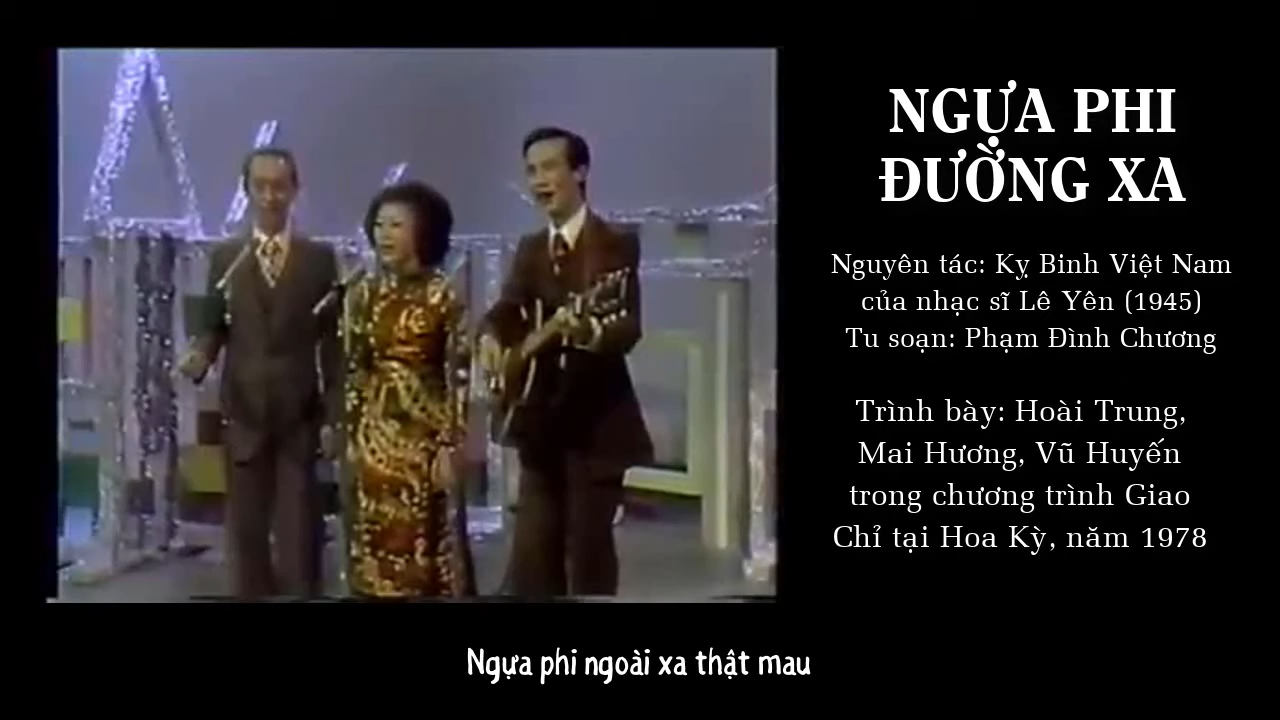 NGỰA PHI
ĐƯỜNG XA
Nguyên tác: Kỵ Binh Việt Nam
của nhạc sĩ Lê Yên (1945)
Tu soạn: Phạm Đình Chương
Trình bày: Hoài Trung,
Mai Hương, Vũ Huyến
trong chương trình Giao
Chỉ tại Hoa Kỳ, năm 1978
Ngựa phi ngoài xa thật mau